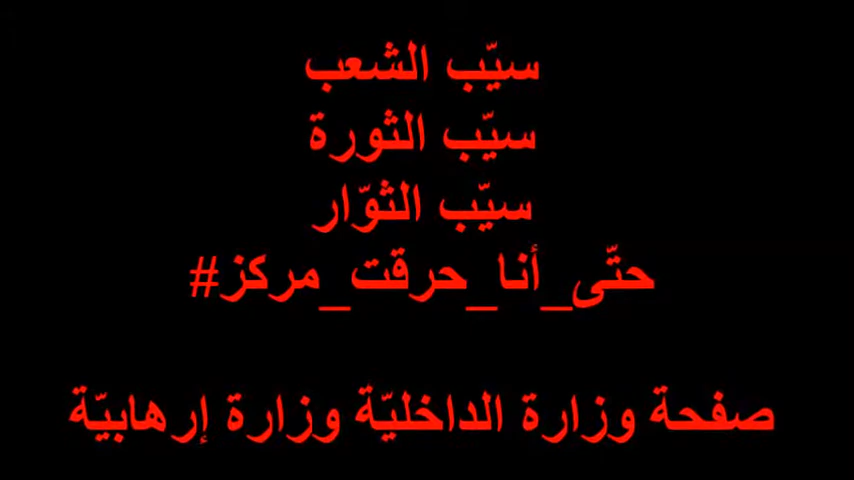 سيّب الشعب
سيّب الثورة
سيّب الثوّار
حتّى_أنا_حرقت_مركز#
صفحة وزارة الداخليّة وزارة إرهابيّة